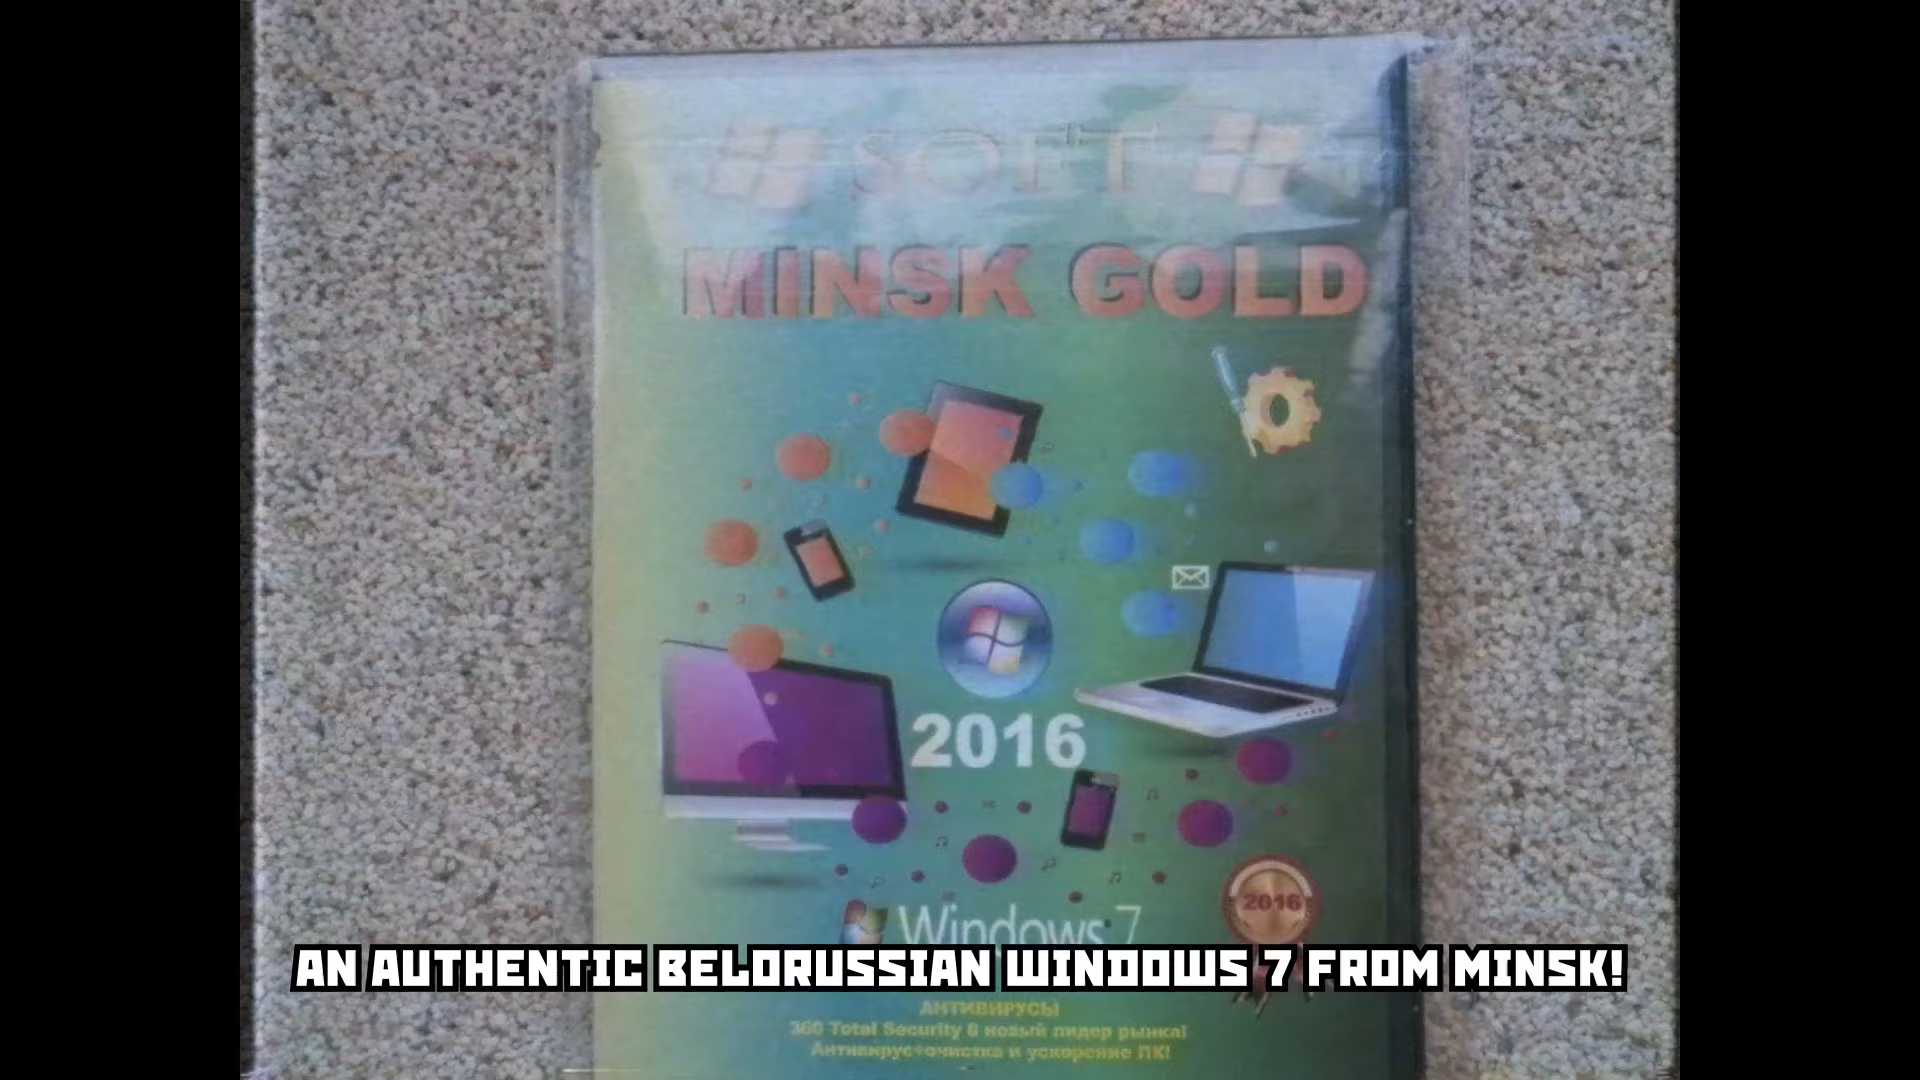 SOFT
MINSK GOLD
2016
2016
Windows 7
AN AUTHENTIC BELORUSSIAN WINDOWS 7 FROM MINSK!
АНТИВИРУСЫ
360 Total Security 6 новый лидер рынка!
Антивирус+очистка и ускорение ПК!